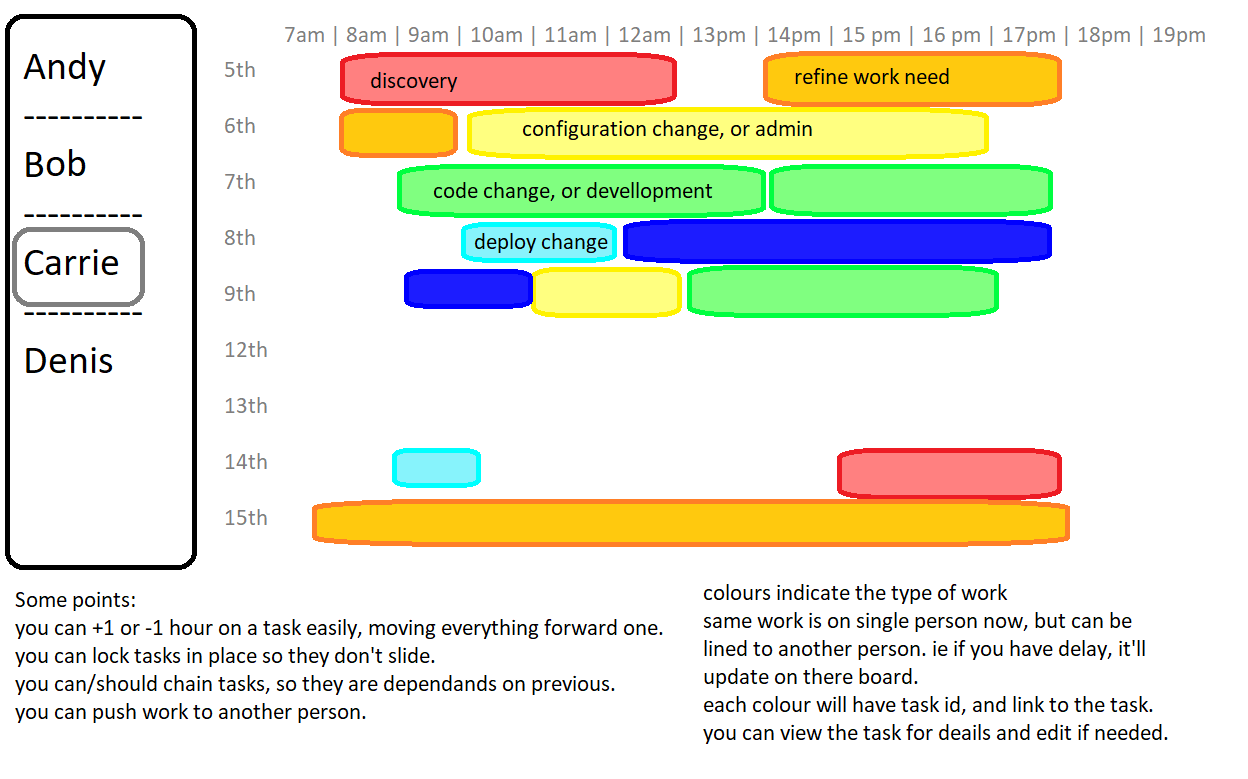 Andy
----------
Bob
----------
Carrie
----------
Denis
7am | 8am | 9am | 10am | 11am | 12am | 13pm | 14pm | 15 pm | 16 pm | 17pm | 18pm | 19pm
5th
discovery
refine work need
6th
configuration change, or admin
7th
code change, or devellopment
8th
deploy change
9th
12th
13th
14th
15th
Some points:
you can +1 or -1 hour on a task easily, moving everything forward one.
you can lock tasks in place so they don't slide.
you can/should chain tasks, so they are dependands on previous.
you can push work to another person.
colours indicate the type of work
same work is on single person now, but can be
lined to another person. ie if you have delay, it'll
update on there board.
each colour will have task id, and link to the task.
you can view the task for deails and edit if needed.